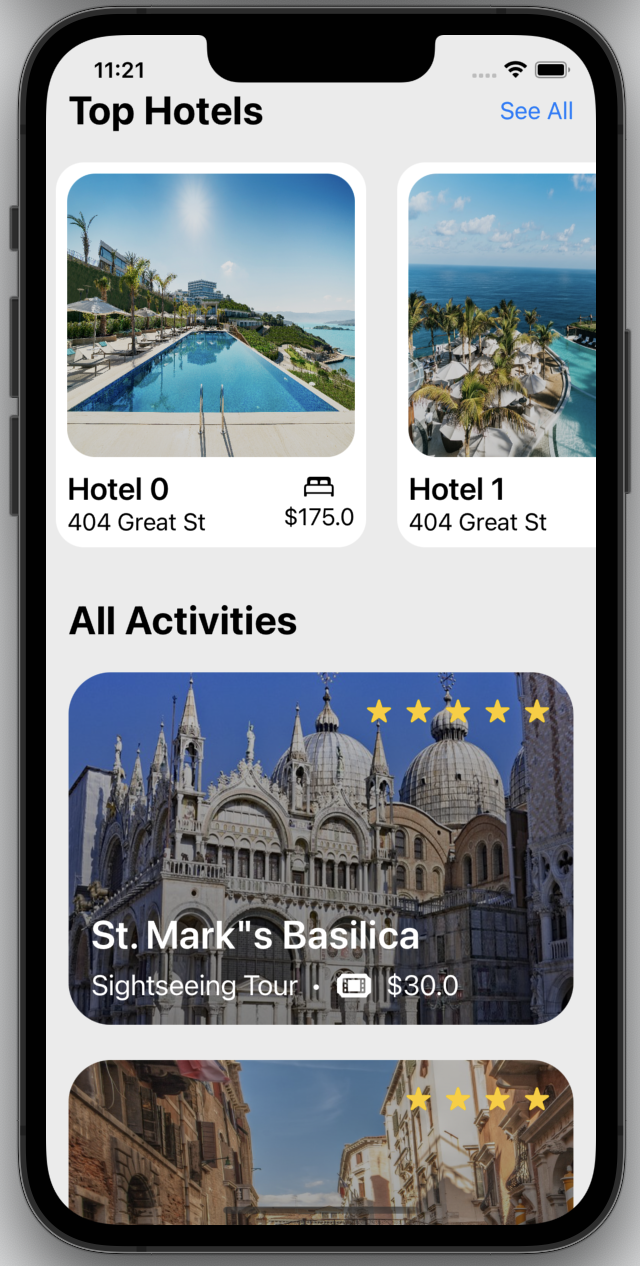 11:21
Top Hotels
See All
Hotel 0
404 Great St
$175.0
Hotel 1
404 Great St
All Activities
St. Mark"s Basilica
Sightseeing Tour • $30.0